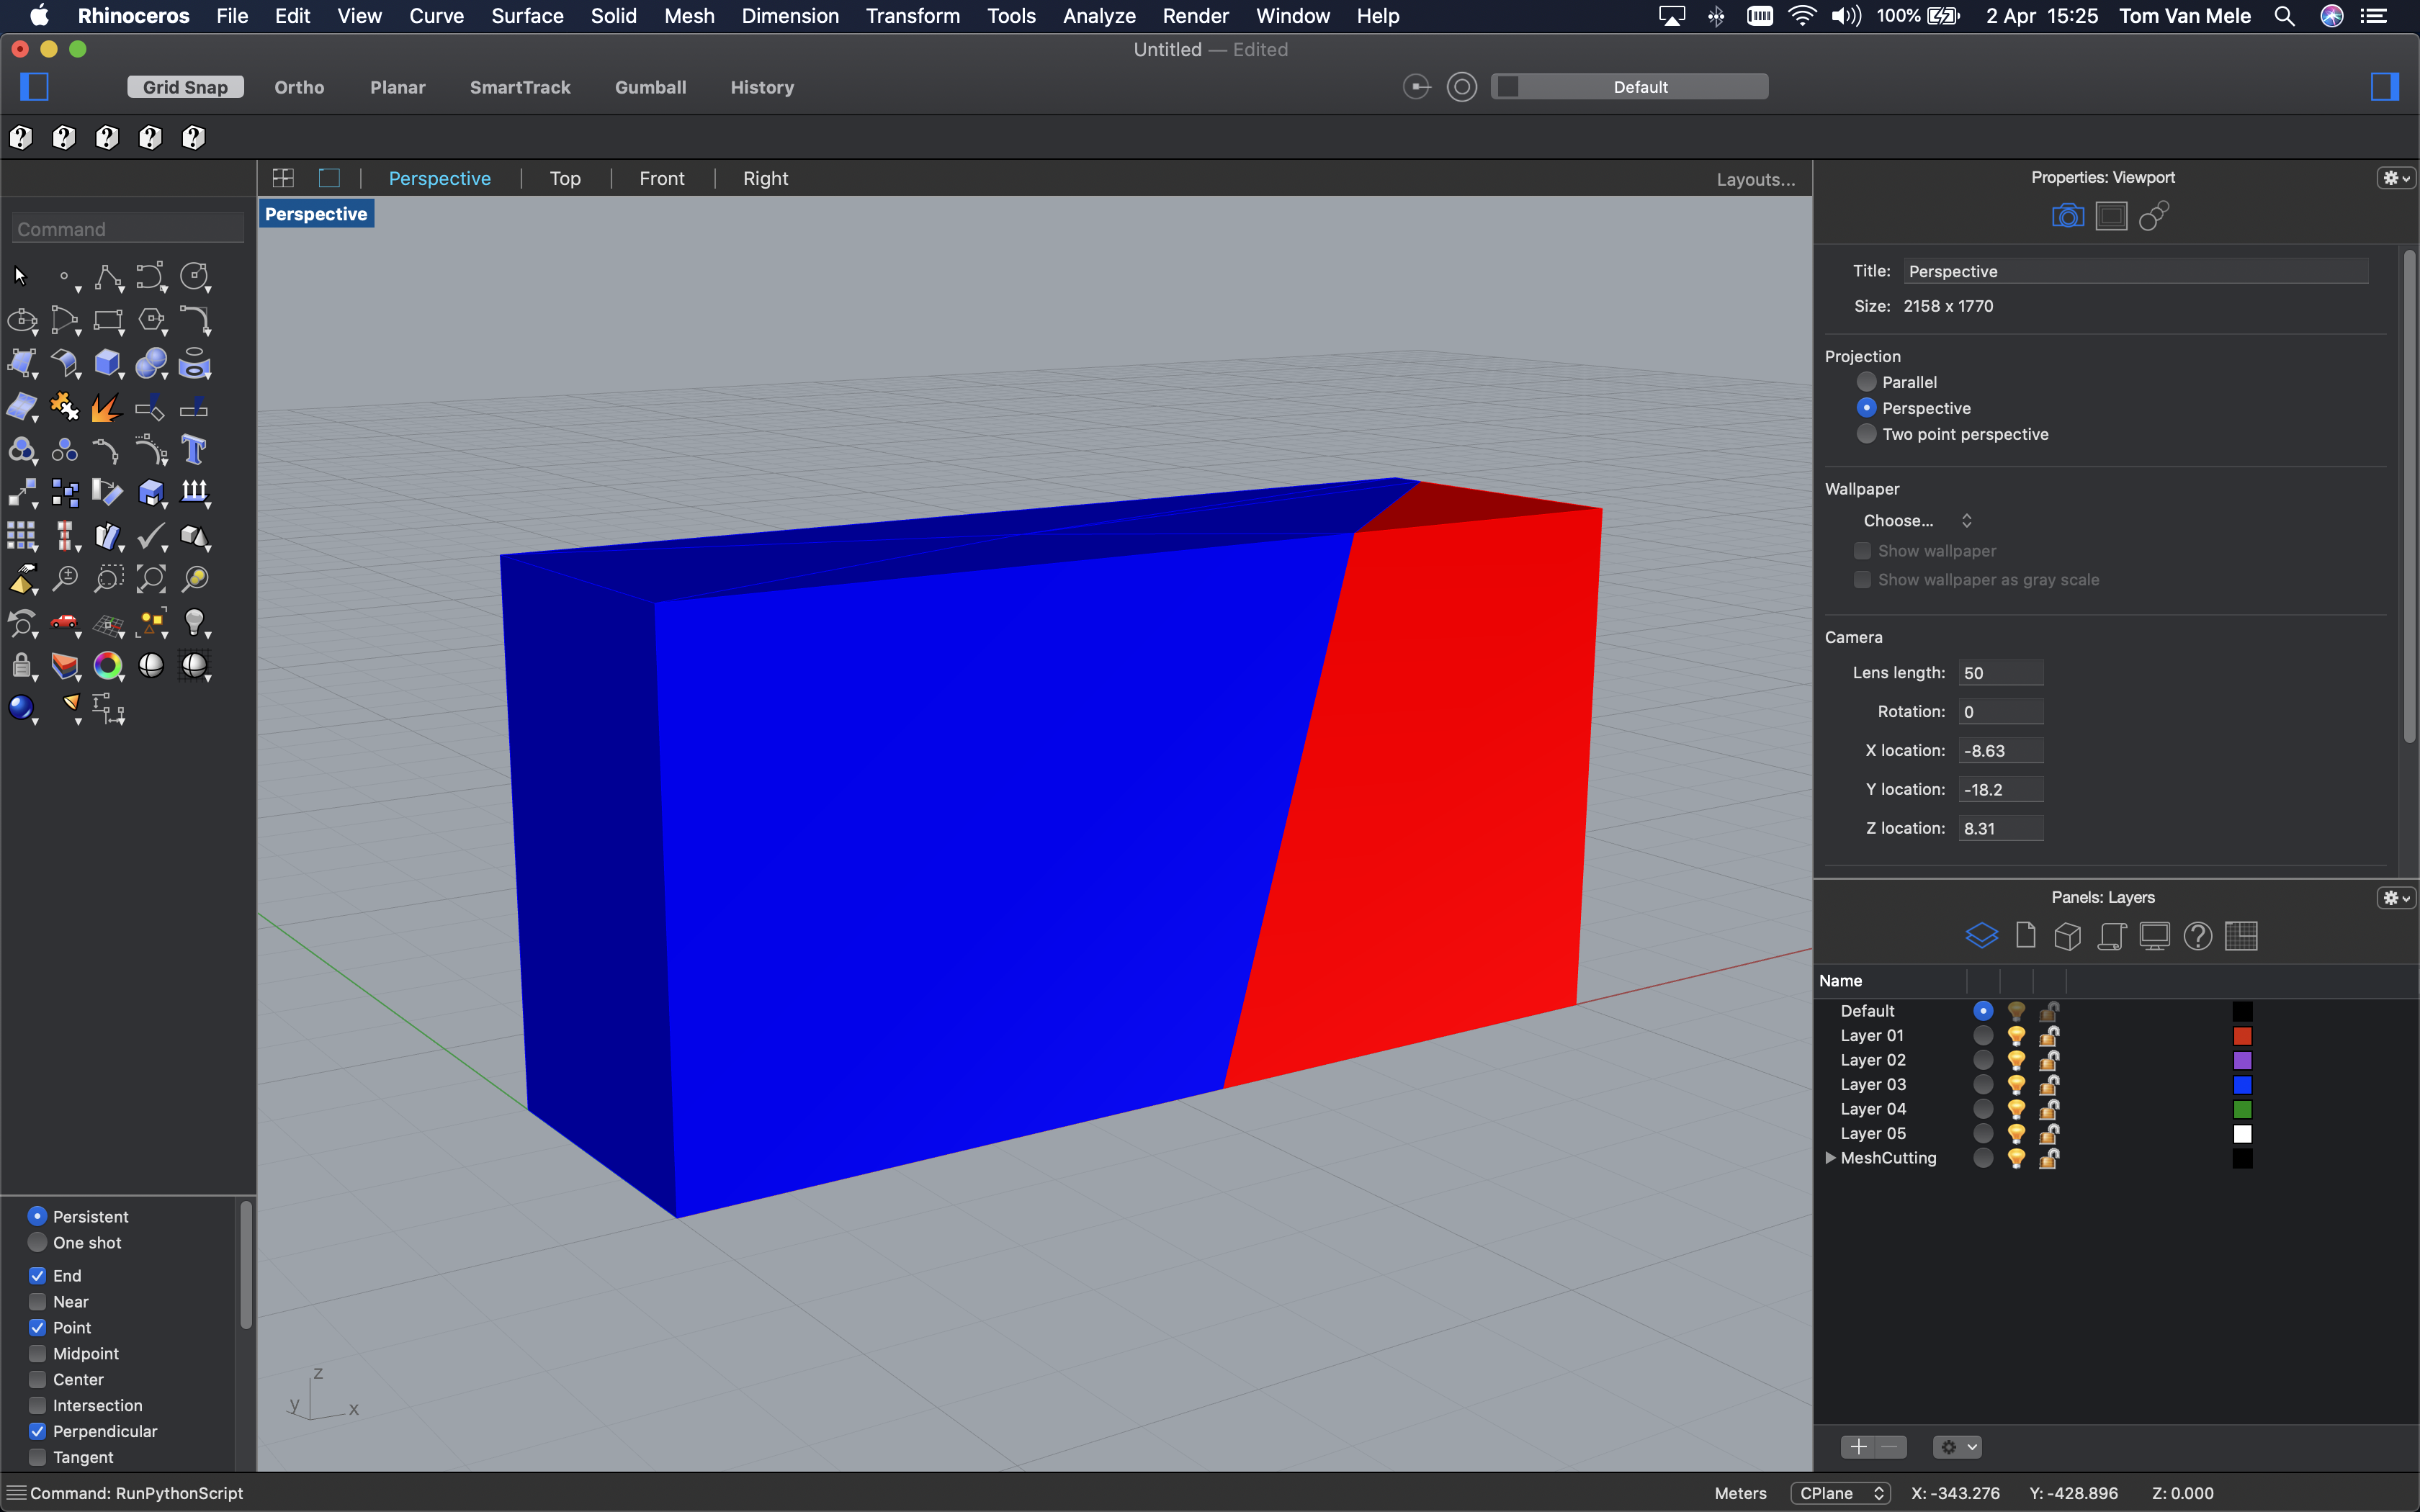 Rhinoceros File Edit View Curve Surface Solid Mesh Dimension Transform Tools Analyze Render Window Help 100% 2 Apr 15:25 Tom Van Mele
Untitled — Edited
Grid Snap Ortho Planar SmartTrack Gumball History Default
Perspective Top Front Right Layouts...
Perspective
Command
z
y x
Persistent
One shot
End
Near
Point
Midpoint
Center
Intersection
Perpendicular
Tangent
Properties: Viewport
Title: Perspective
Size: 2158 x 1770
Projection
Parallel
Perspective
Two point perspective
Wallpaper
Choose...
Show wallpaper
Show wallpaper as gray scale
Camera
Lens length: 50
Rotation: 0
X location: -8.63
Y location: -18.2
Z location: 8.31
Panels: Layers
Name
Default
Layer 01
Layer 02
Layer 03
Layer 04
Layer 05
MeshCutting
Command: RunPythonScript Meters CPlane X: -343.276 Y: -428.896 Z: 0.000